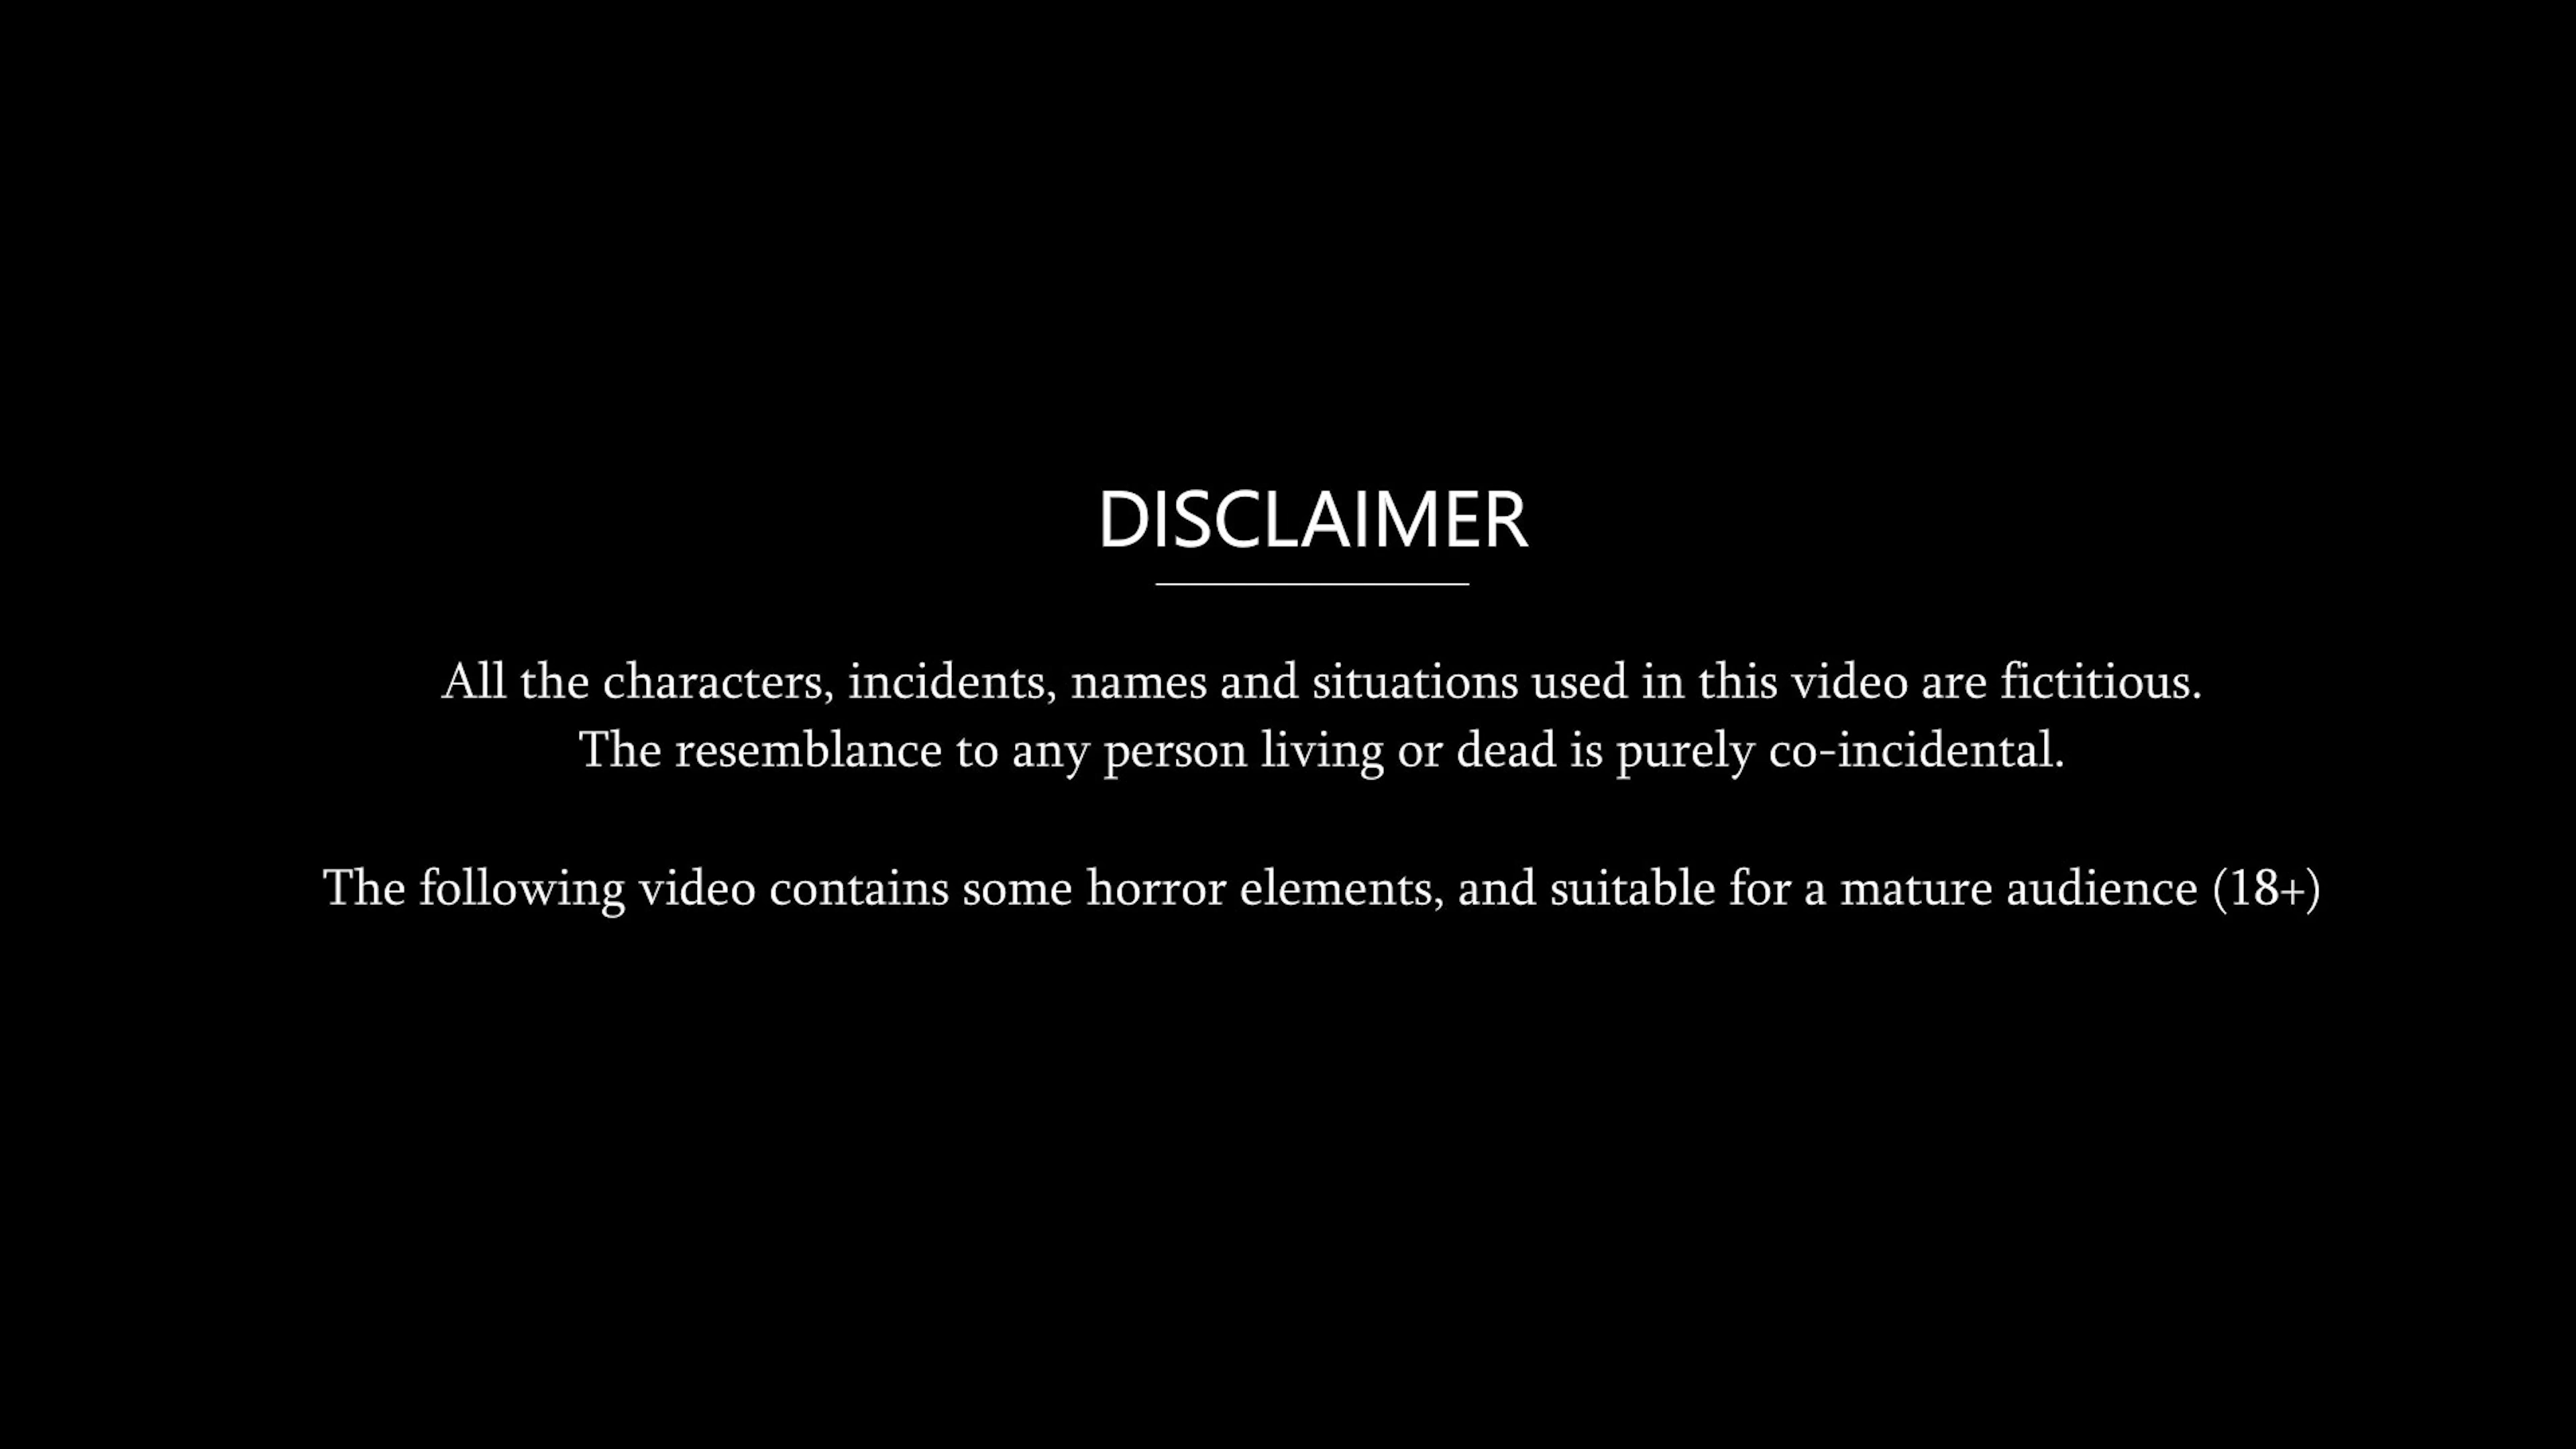 DISCLAIMER
All the characters, incidents, names and situations used in this video are fictitious.
The resemblance to any person living or dead is purely co-incidental.
The following video contains some horror elements, and suitable for a mature audience (18+)